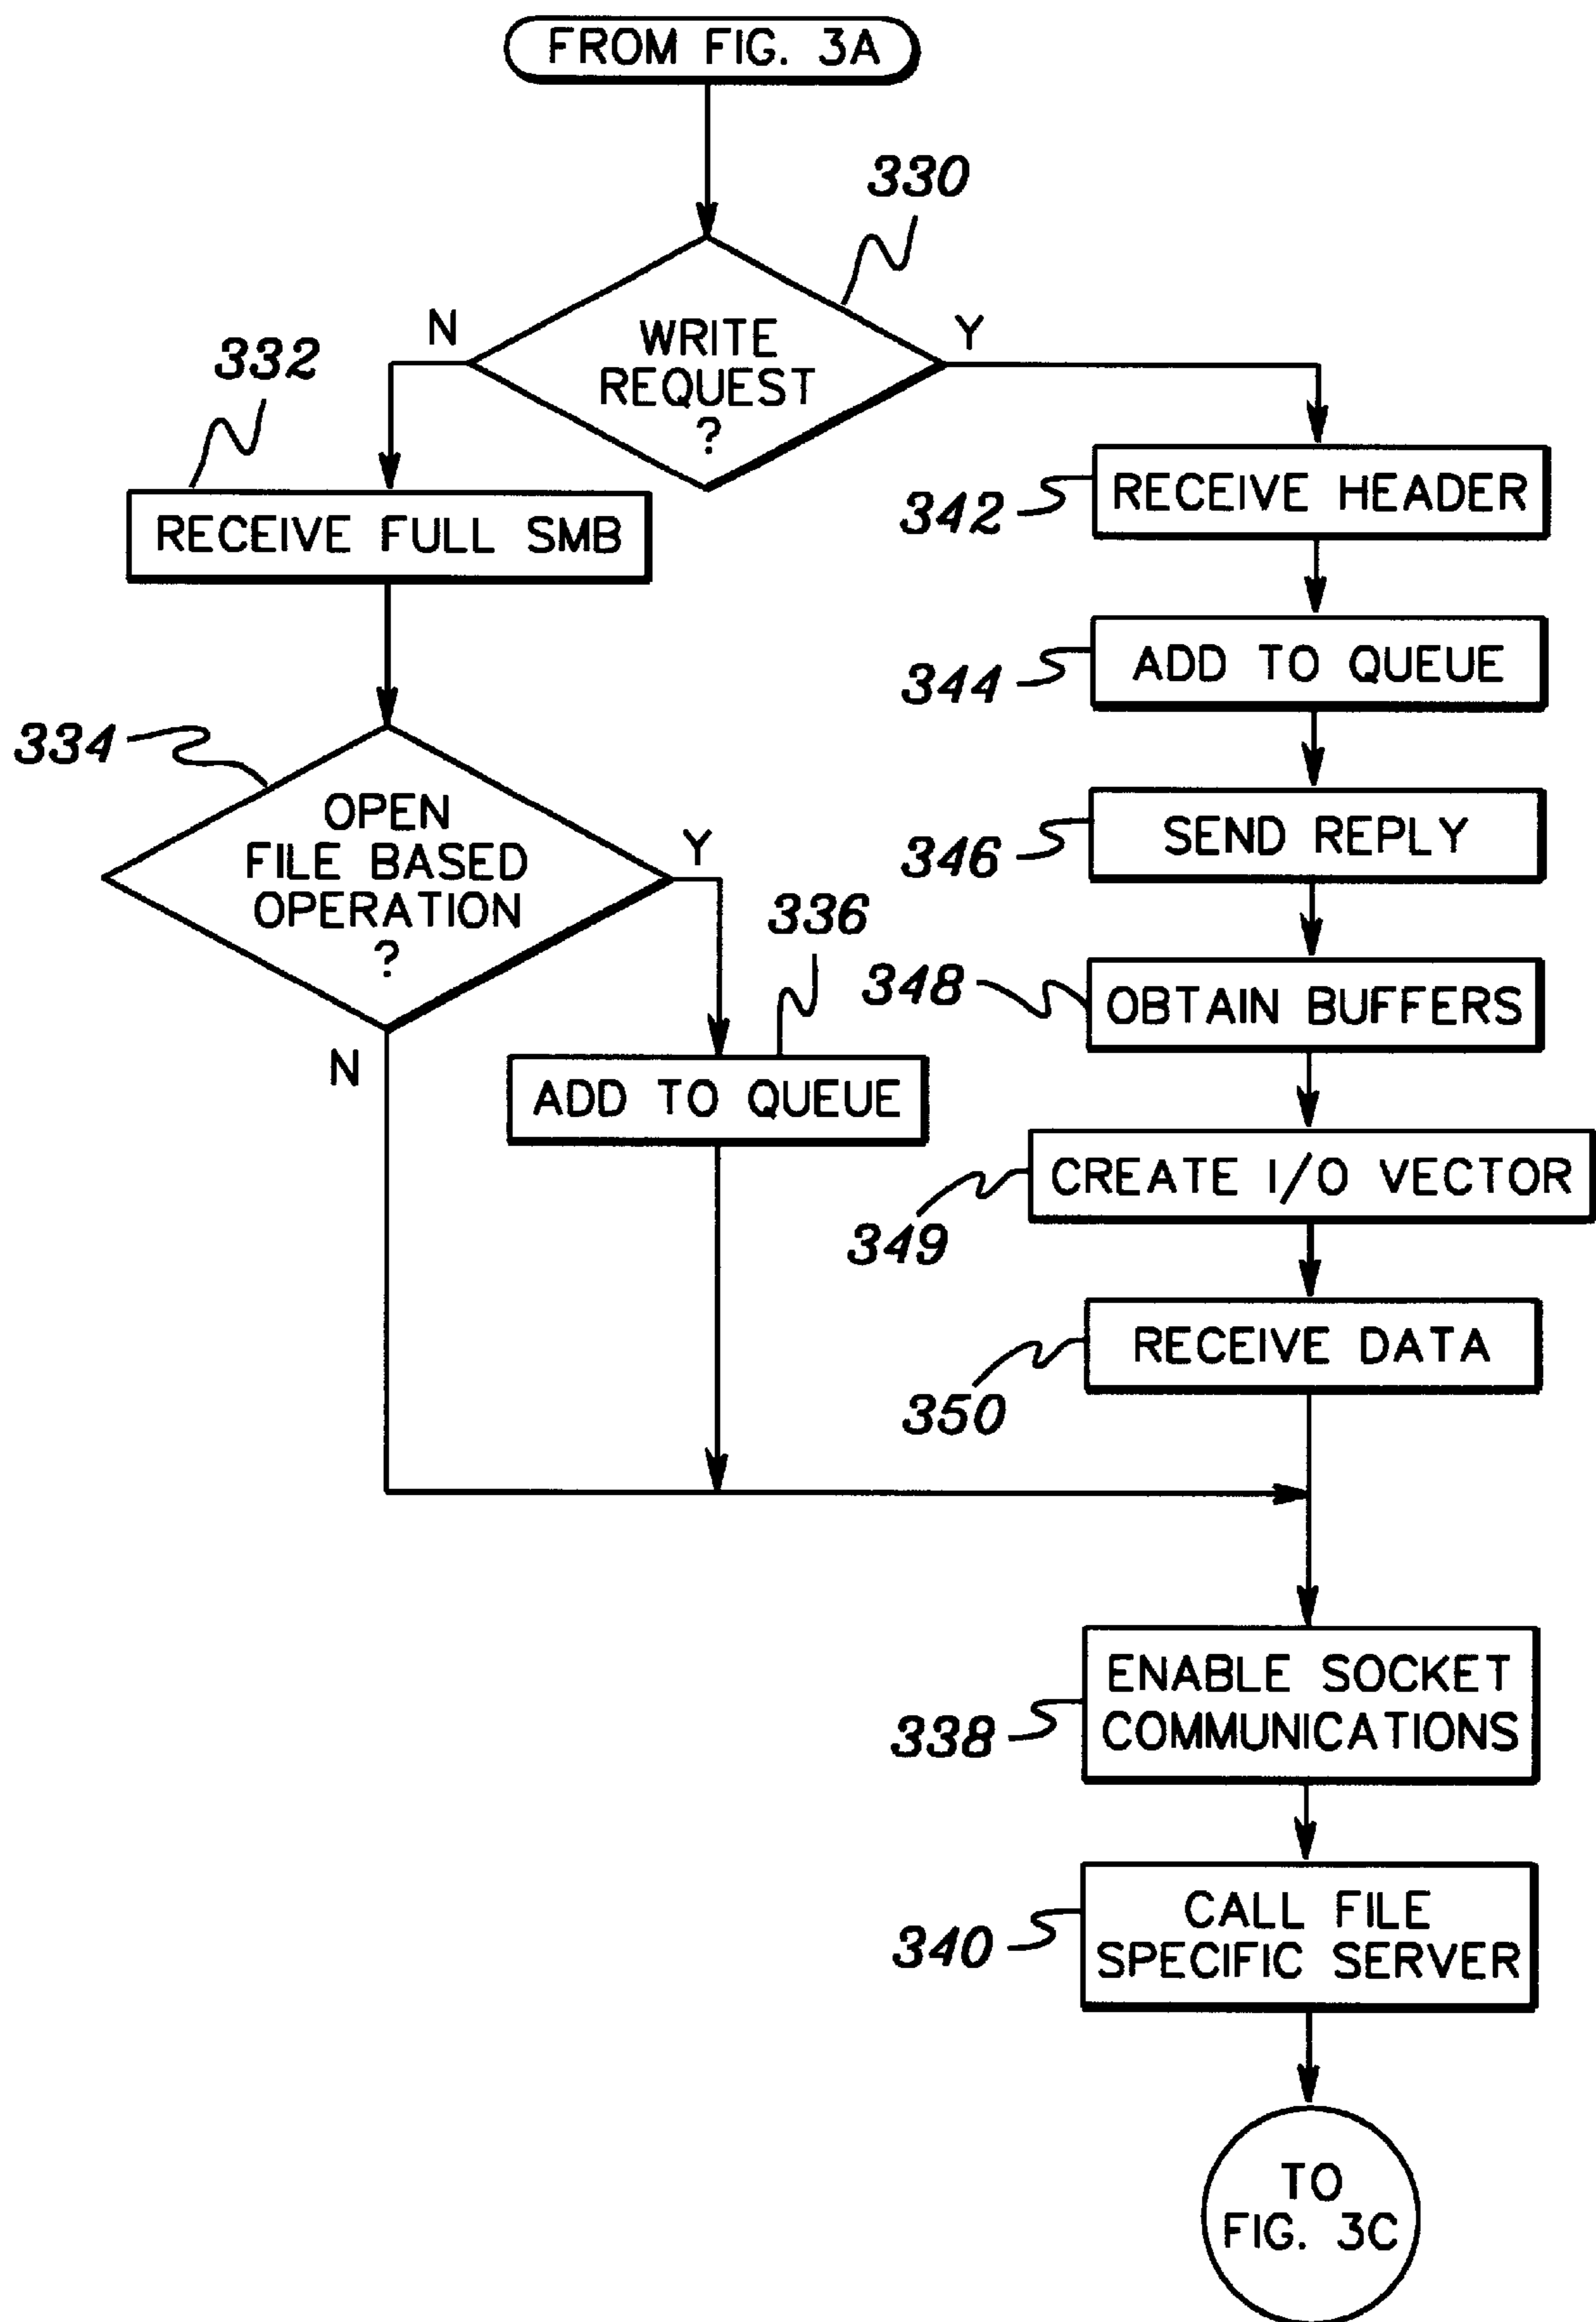 FROM FIG. 3A
330
N
Y
WRITE
REQUEST
?
332
RECEIVE FULL SMB
342
RECEIVE HEADER
344
ADD TO QUEUE
334
OPEN
FILE BASED
OPERATION
?
Y
N
336
ADD TO QUEUE
346
SEND REPLY
348
OBTAIN BUFFERS
349
CREATE I/O VECTOR
350
RECEIVE DATA
338
ENABLE SOCKET
COMMUNICATIONS
340
CALL FILE
SPECIFIC SERVER
TO
FIG. 3C